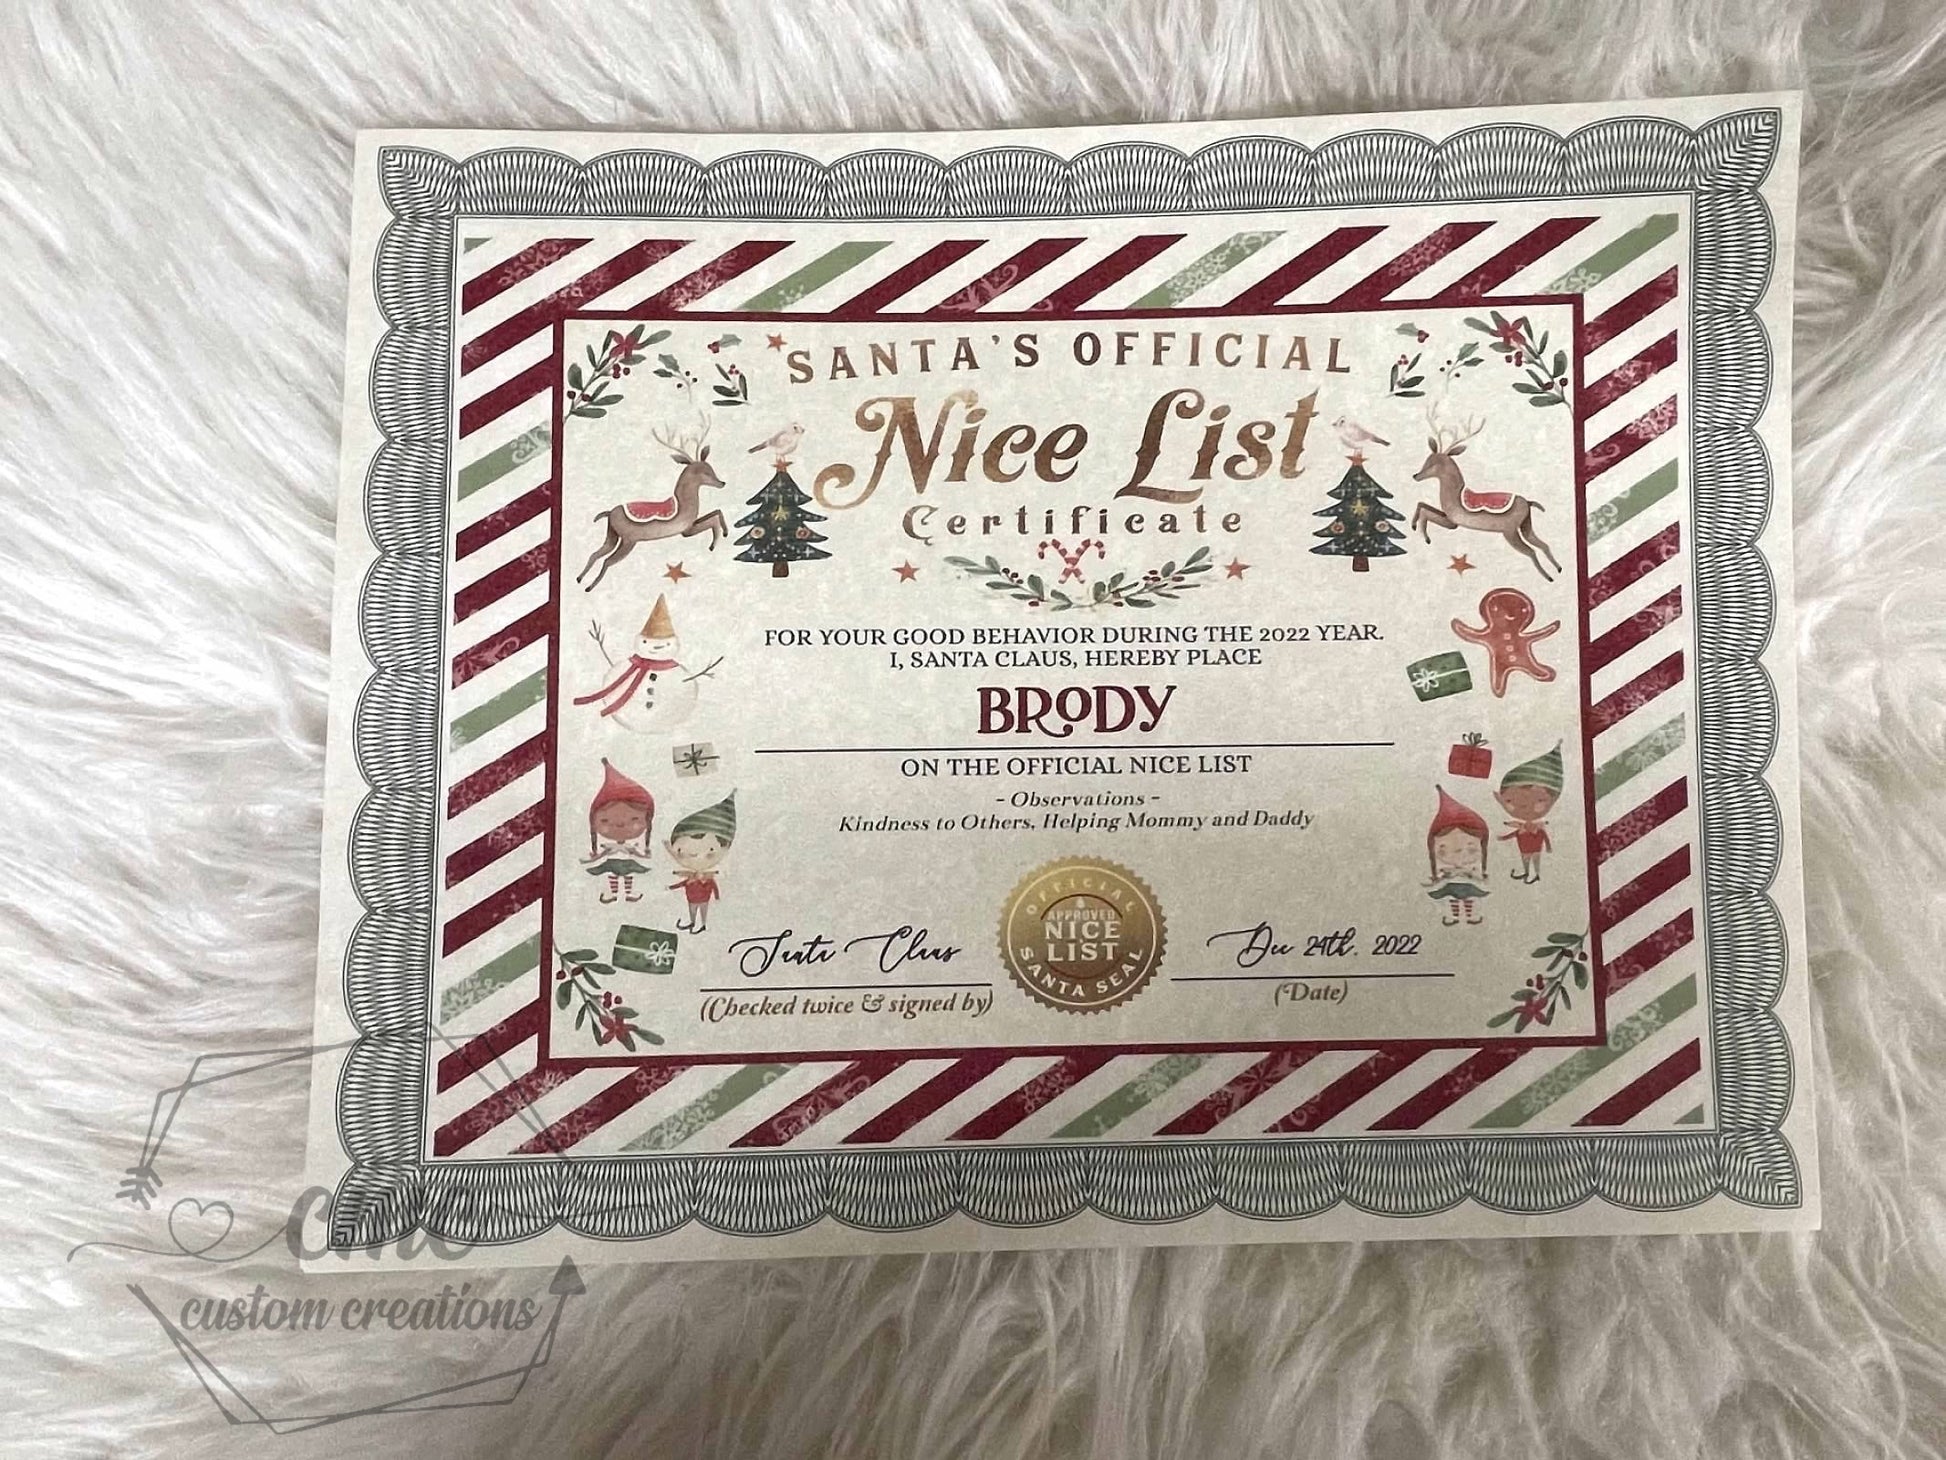 SANTA'S OFFICIAL
Nice List
Certificate
FOR YOUR GOOD BEHAVIOR DURING THE 2022 YEAR.
I, SANTA CLAUS, HEREBY PLACE
BRODY
ON THE OFFICIAL NICE LIST
- Observations -
Kindness to Others, Helping Mommy and Daddy
Santa Claus
(Checked twice & signed by)
OFFICIAL
APPROVED
NICE
LIST
SANTA SEAL
Dec 24th. 2022
(Date)
cmc
custom creations